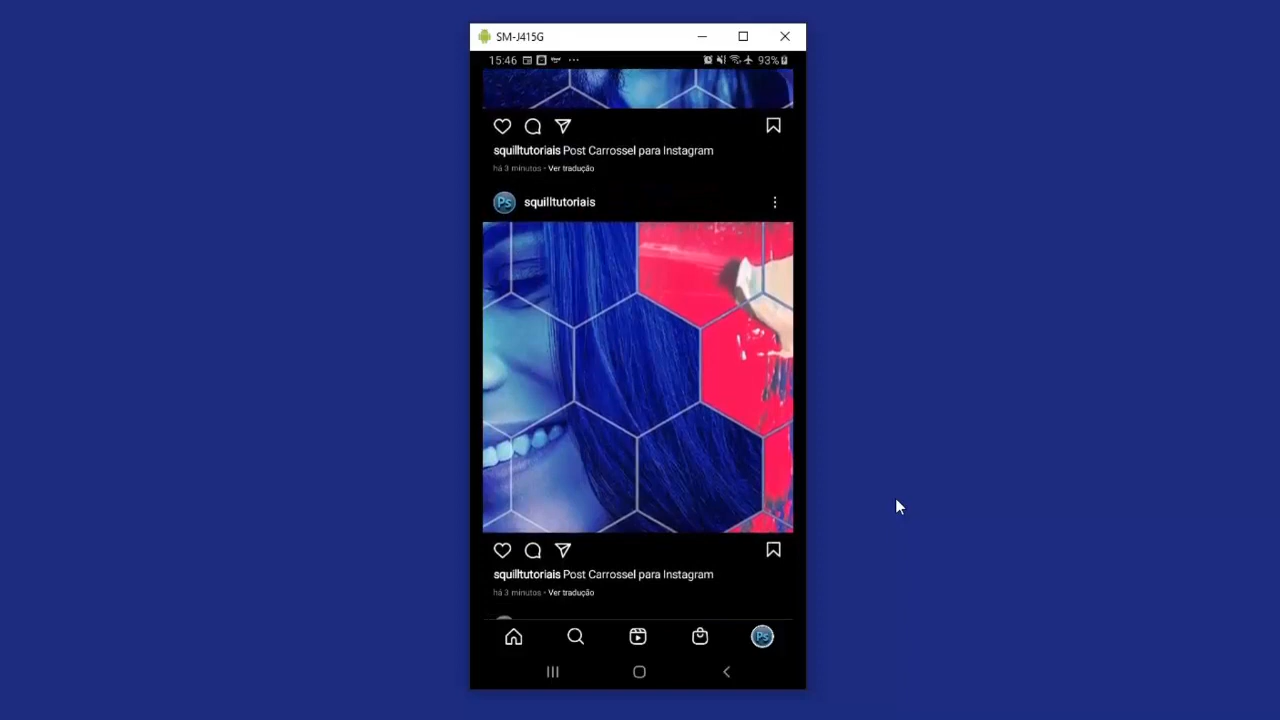 SM-J415G
15:46 93%
squilltutoriais Post Carrossel para Instagram
há 3 minutos • Ver tradução
Ps squilltutoriais
squilltutoriais Post Carrossel para Instagram
há 3 minutos • Ver tradução
Ps